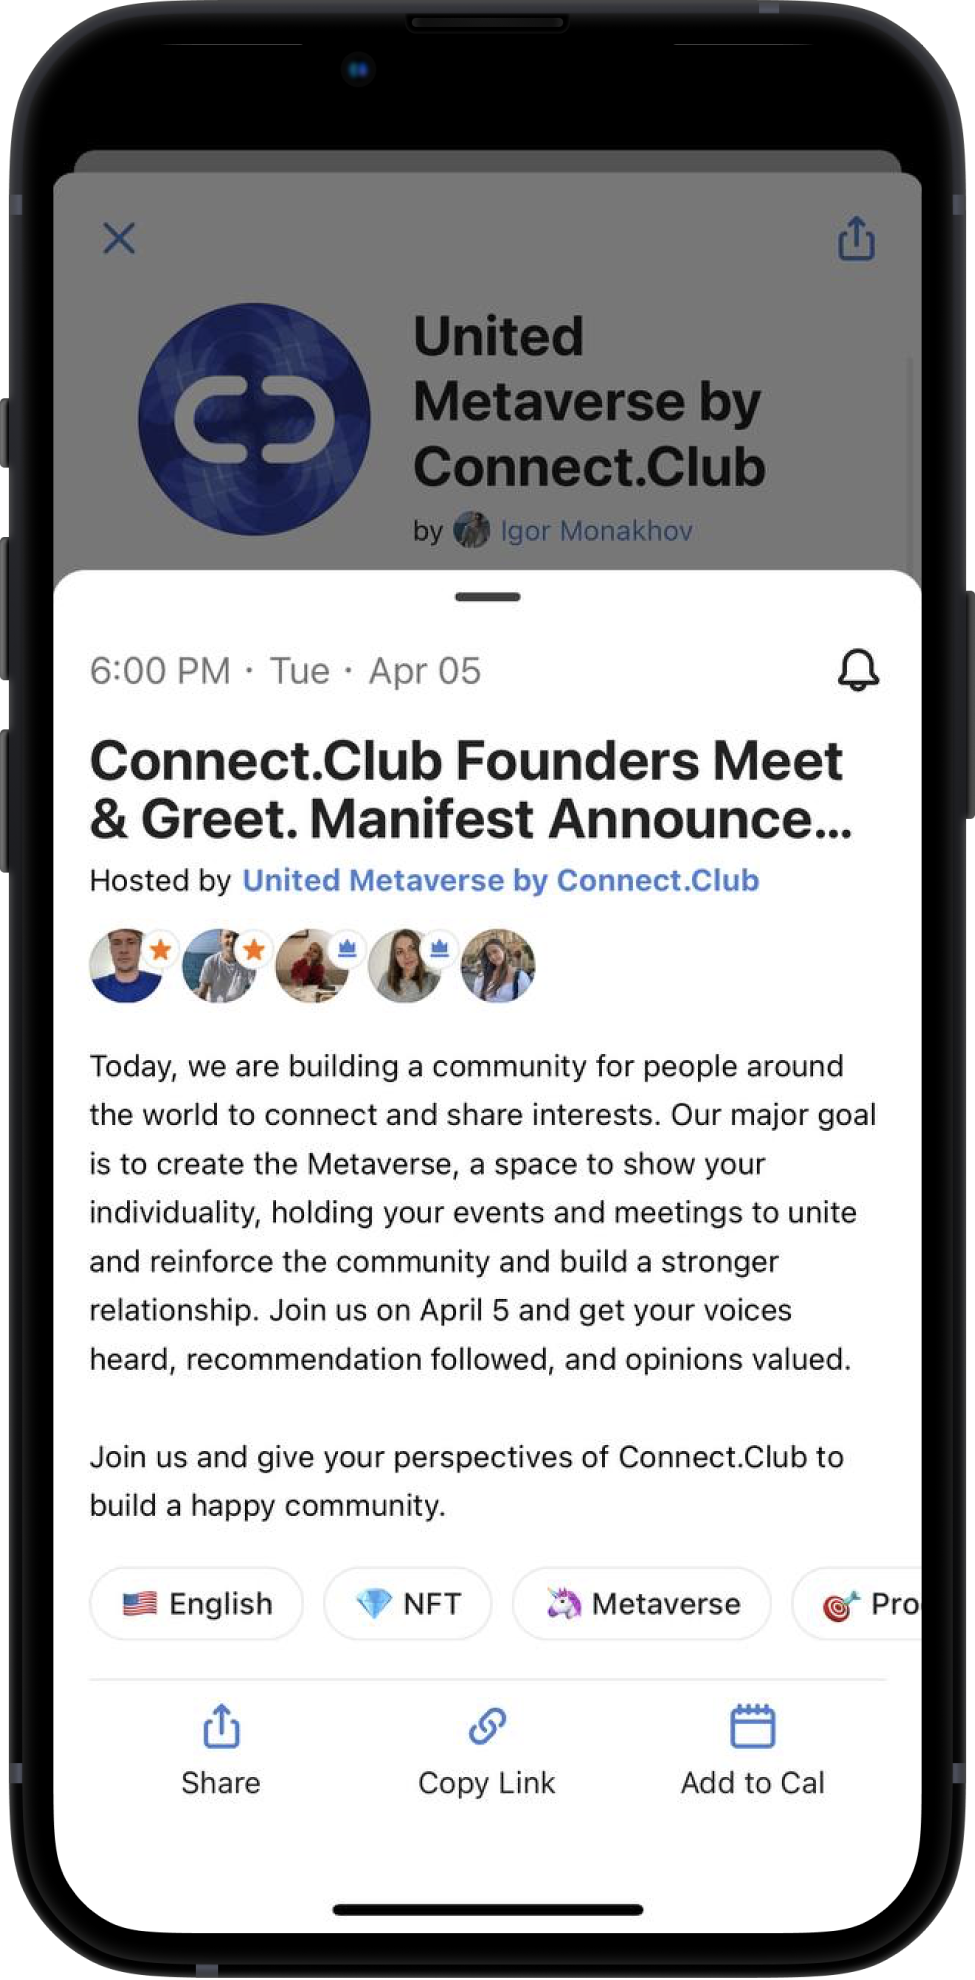 United
Metaverse by
Connect.Club
by Igor Monakhov
6:00 PM · Tue · Apr 05
Connect.Club Founders Meet
& Greet. Manifest Announce...
Hosted by United Metaverse by Connect.Club
Today, we are building a community for people around
the world to connect and share interests. Our major goal
is to create the Metaverse, a space to show your
individuality, holding your events and meetings to unite
and reinforce the community and build a stronger
relationship. Join us on April 5 and get your voices
heard, recommendation followed, and opinions valued.
Join us and give your perspectives of Connect.Club to
build a happy community.
English NFT Metaverse Pro
Share Copy Link Add to Cal